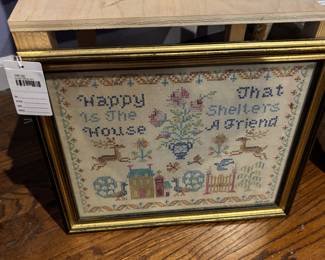 Happy That
Is The Shelters
House A Friend